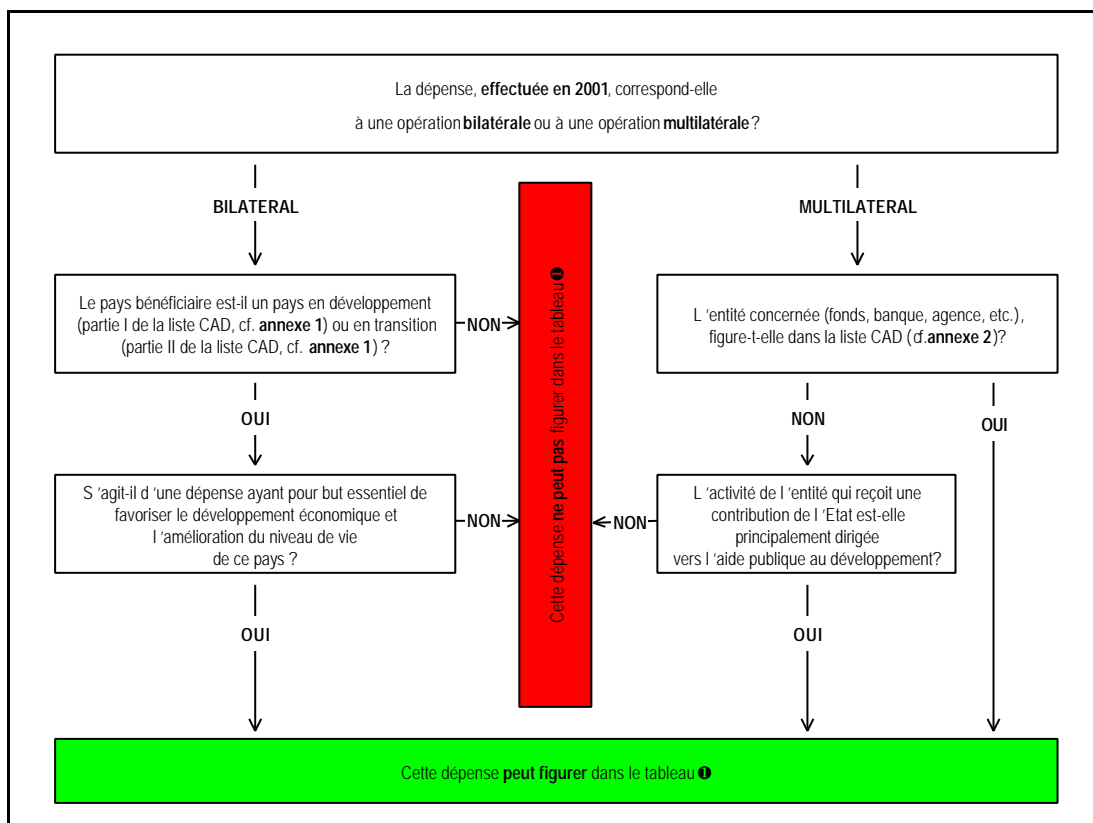 La dépense, effectuée en 2001, correspond-elle
à une opération bilatérale ou à une opération multilatérale ?
BILATERAL
MULTILATERAL
Le pays bénéficiaire est-il un pays en développement
(partie I de la liste CAD, cf. annexe 1) ou en transition
(partie II de la liste CAD, cf. annexe 1) ?
NON
Cette dépense ne peut pas figurer dans le tableau ❶
L 'entité concernée (fonds, banque, agence, etc.),
figure-t-elle dans la liste CAD (cf. annexe 2)?
OUI
NON
OUI
S 'agit-il d 'une dépense ayant pour but essentiel de
favoriser le développement économique et
l 'amélioration du niveau de vie
de ce pays ?
NON
NON
L 'activité de l 'entité qui reçoit une
contribution de l 'Etat est-elle
principalement dirigée
vers l 'aide publique au développement?
OUI
OUI
Cette dépense peut figurer dans le tableau ❶